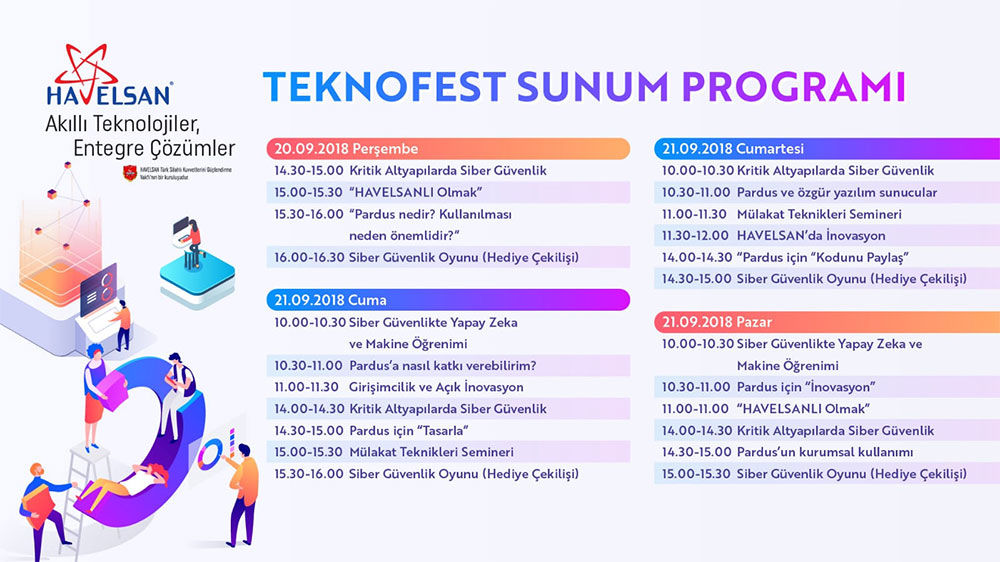 HAVELSAN®
Akıllı Teknolojiler,
Entegre Çözümler
HAVELSAN Türk Silahlı Kuvvetlerini Güçlendirme
Vakfı'nın bir kuruluşudur.
TEKNOFEST SUNUM PROGRAMI
20.09.2018 Perşembe
14.30-15.00 Kritik Altyapılarda Siber Güvenlik
15.00-15.30 “HAVELSANLI Olmak”
15.30-16.00 “Pardus nedir? Kullanılması
neden önemlidir?”
16.00-16.30 Siber Güvenlik Oyunu (Hediye Çekilişi)
21.09.2018 Cuma
10.00-10.30 Siber Güvenlikte Yapay Zeka
ve Makine Öğrenimi
10.30-11.00 Pardus’a nasıl katkı verebilirim?
11.00-11.30 Girişimcilik ve Açık İnovasyon
14.00-14.30 Kritik Altyapılarda Siber Güvenlik
14.30-15.00 Pardus için “Tasarla”
15.00-15.30 Mülakat Teknikleri Semineri
15.30-16.00 Siber Güvenlik Oyunu (Hediye Çekilişi)
21.09.2018 Cumartesi
10.00-10.30 Kritik Altyapılarda Siber Güvenlik
10.30-11.00 Pardus ve özgür yazılım sunucular
11.00-11.30 Mülakat Teknikleri Semineri
11.30-12.00 HAVELSAN’da İnovasyon
14.00-14.30 “Pardus için “Kodunu Paylaş”
14.30-15.00 Siber Güvenlik Oyunu (Hediye Çekilişi)
21.09.2018 Pazar
10.00-10.30 Siber Güvenlikte Yapay Zeka ve
Makine Öğrenimi
10.30-11.00 Pardus için “İnovasyon”
11.00-11.00 “HAVELSANLI Olmak”
14.00-14.30 Kritik Altyapılarda Siber Güvenlik
14.30-15.00 Pardus’un kurumsal kullanımı
15.00-15.30 Siber Güvenlik Oyunu (Hediye Çekilişi)